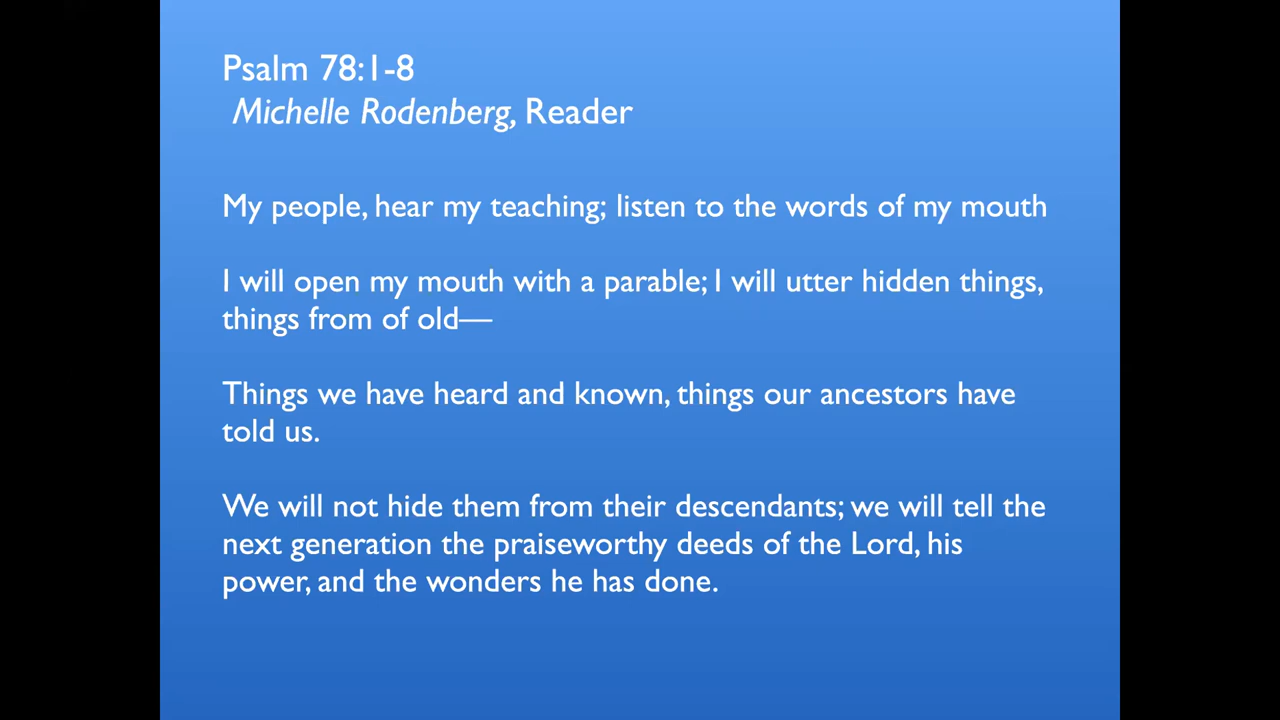 Psalm 78:1-8
Michelle Rodenberg, Reader
My people, hear my teaching; listen to the words of my mouth
I will open my mouth with a parable; I will utter hidden things,
things from of old—
Things we have heard and known, things our ancestors have
told us.
We will not hide them from their descendants; we will tell the
next generation the praiseworthy deeds of the Lord, his
power, and the wonders he has done.